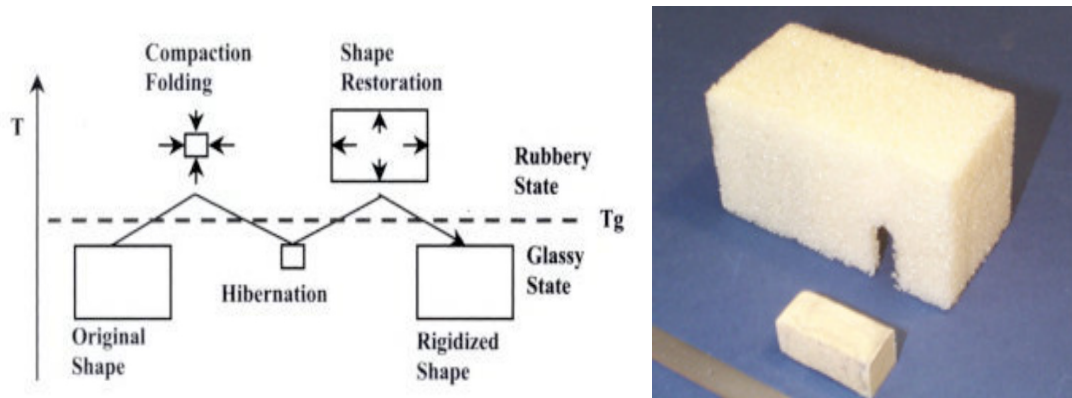 Compaction
Folding
Shape
Restoration
T
Rubbery
State
Tg
Glassy
State
Hibernation
Original
Shape
Rigidized
Shape